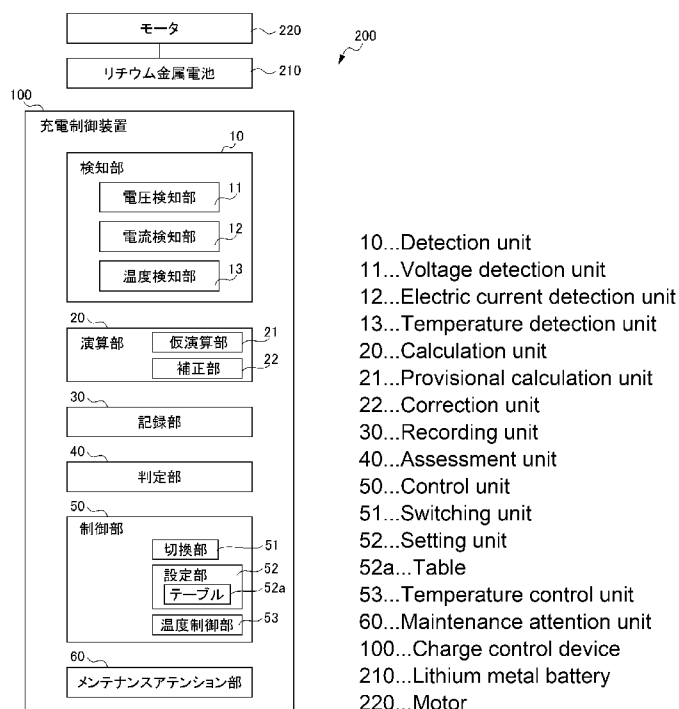 モータ
220
200
リチウム金属電池
210
100
充電制御装置
10
検知部
電圧検知部
11
電流検知部
12
温度検知部
13
20
演算部
仮演算部
21
補正部
22
30
記録部
40
判定部
50
制御部
切換部
51
設定部
52
テーブル
52a
温度制御部
53
60
メンテナンスアテンション部
10...Detection unit
11...Voltage detection unit
12...Electric current detection unit
13...Temperature detection unit
20...Calculation unit
21...Provisional calculation unit
22...Correction unit
30...Recording unit
40...Assessment unit
50...Control unit
51...Switching unit
52...Setting unit
52a...Table
53...Temperature control unit
60...Maintenance attention unit
100...Charge control device
210...Lithium metal battery
220...Motor